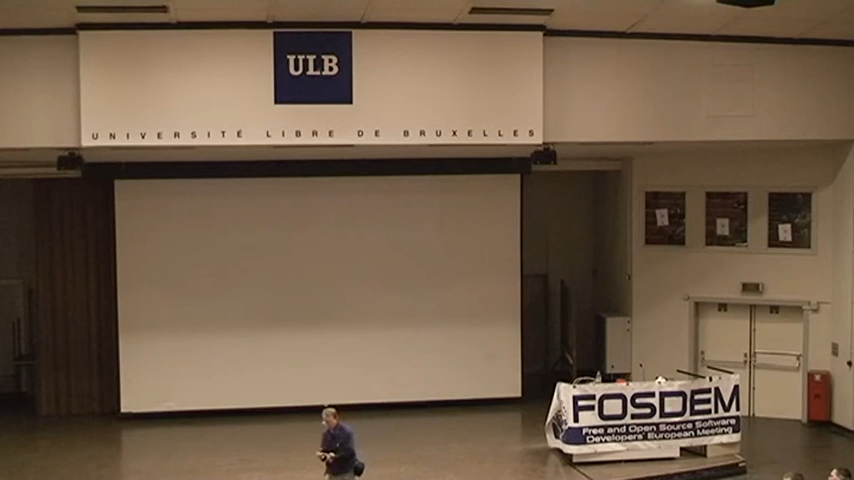 ULB
UNIVERSITÉ LIBRE DE BRUXELLES
FOSDEM
Free and Open Source Software
Developers' European Meeting